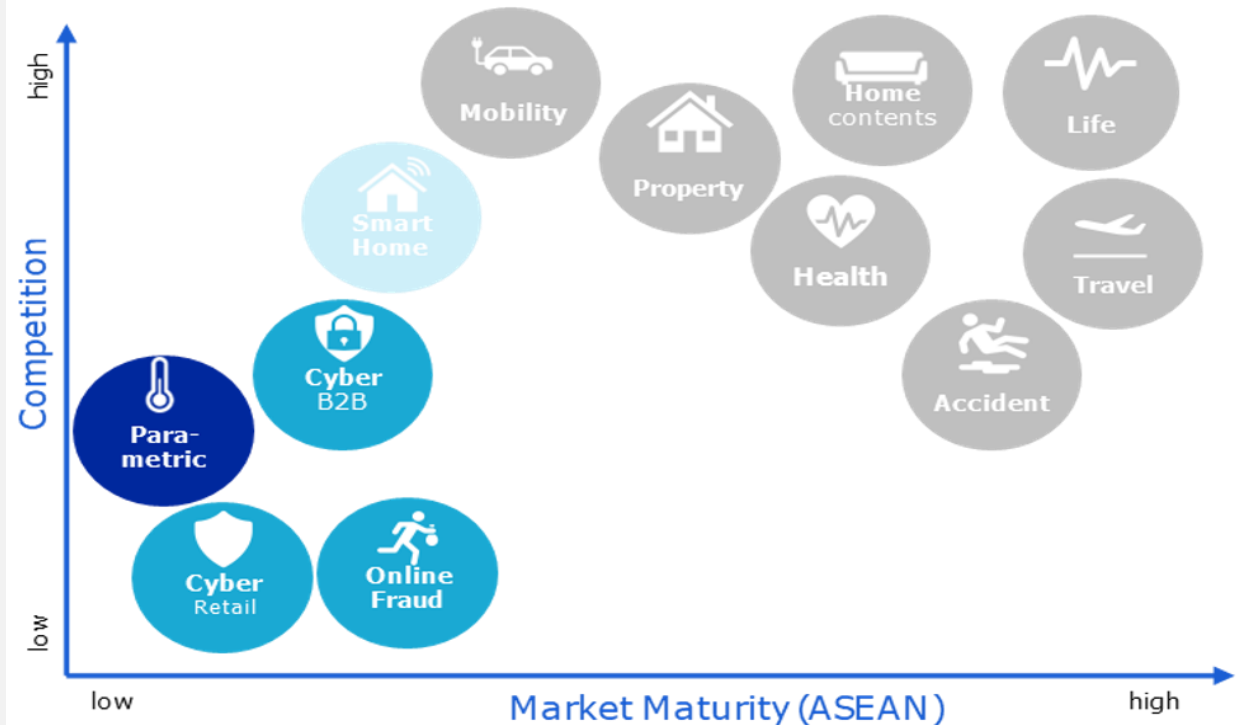 high
Competition
low
Mobility
Home
contents
Life
Property
Smart
Home
Health
Travel
Cyber
B2B
Accident
Para-
metric
Cyber
Retail
Online
Fraud
low
Market Maturity (ASEAN)
high